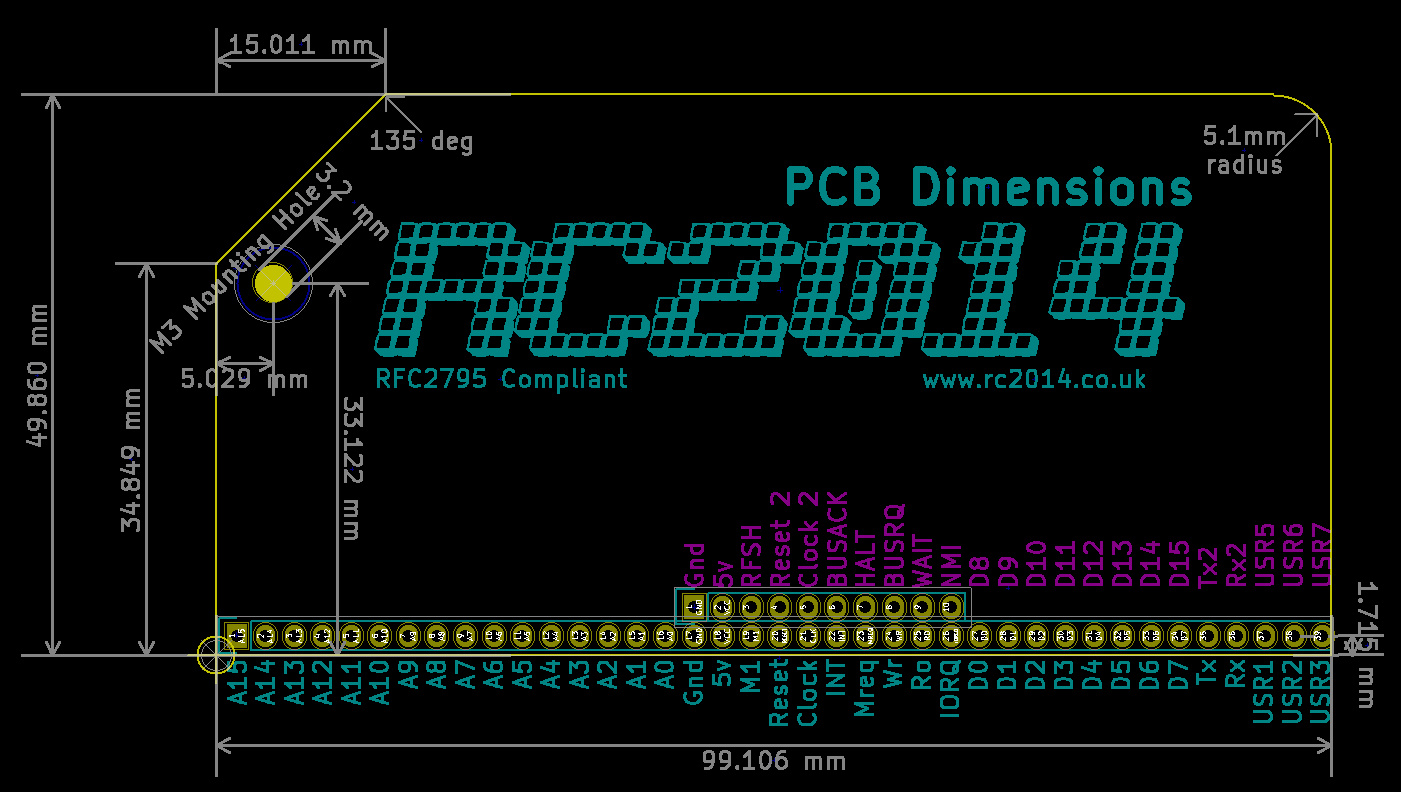 15.011 mm
135 deg
5.1mm
radius
PCB Dimensions
RC2014
M3 Mounting Hole 3.2 mm
5.029 mm
RFC2795 Compliant
www.rc2014.co.uk
49.860 mm
34.849 mm
33.122 mm
Gnd
5v
RFSH
Reset 2
Clock 2
BUSACK
HALT
BUSRQ
WAIT
NMI
D8
D9
D10
D11
D12
D13
D14
D15
Tx2
Rx2
USR5
USR6
USR7
1.715 mm
A15
A14
A13
A12
A11
A10
A9
A8
A7
A6
A5
A4
A3
A2
A1
A0
Gnd
5v
M1
Reset
Clock
INT
Mreq
Wr
Ro
IORQ
D0
D1
D2
D3
D4
D5
D6
D7
Tx
Rx
USR1
USR2
USR3
99.106 mm